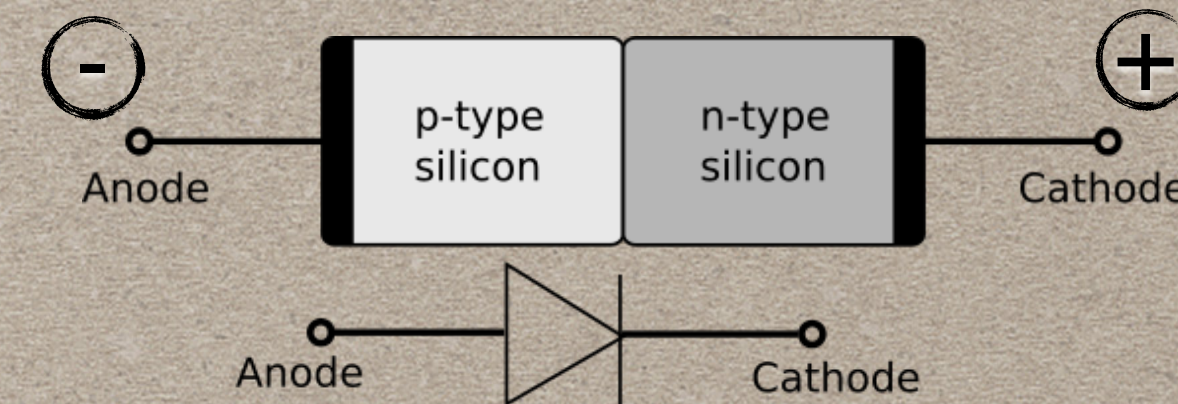 -
+
p-type
silicon
n-type
silicon
Anode
Cathode
Anode
Cathode